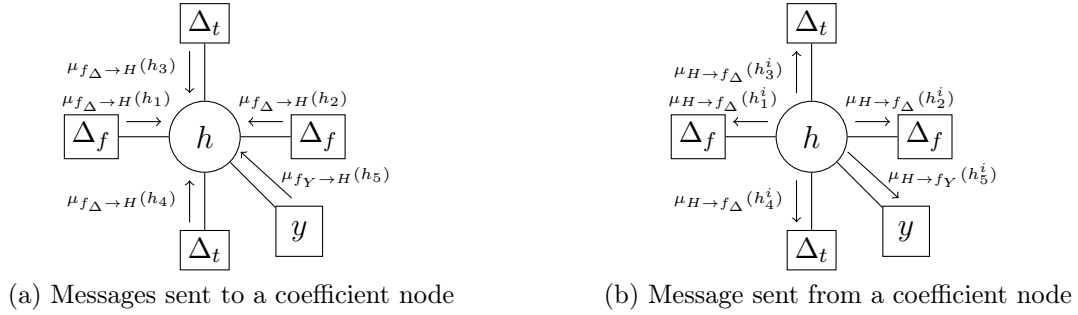 Δ_t
μ_{f_Δ→H}(h_3)
μ_{f_Δ→H}(h_1) μ_{f_Δ→H}(h_2)
Δ_f h Δ_f
μ_{f_Y→H}(h_5)
μ_{f_Δ→H}(h_4)
y
Δ_t
(a) Messages sent to a coefficient node
Δ_t
μ_{H→f_Δ}(h_3^i)
μ_{H→f_Δ}(h_1^i) μ_{H→f_Δ}(h_2^i)
Δ_f h Δ_f
μ_{H→f_Y}(h_5^i)
μ_{H→f_Δ}(h_4^i)
y
Δ_t
(b) Message sent from a coefficient node